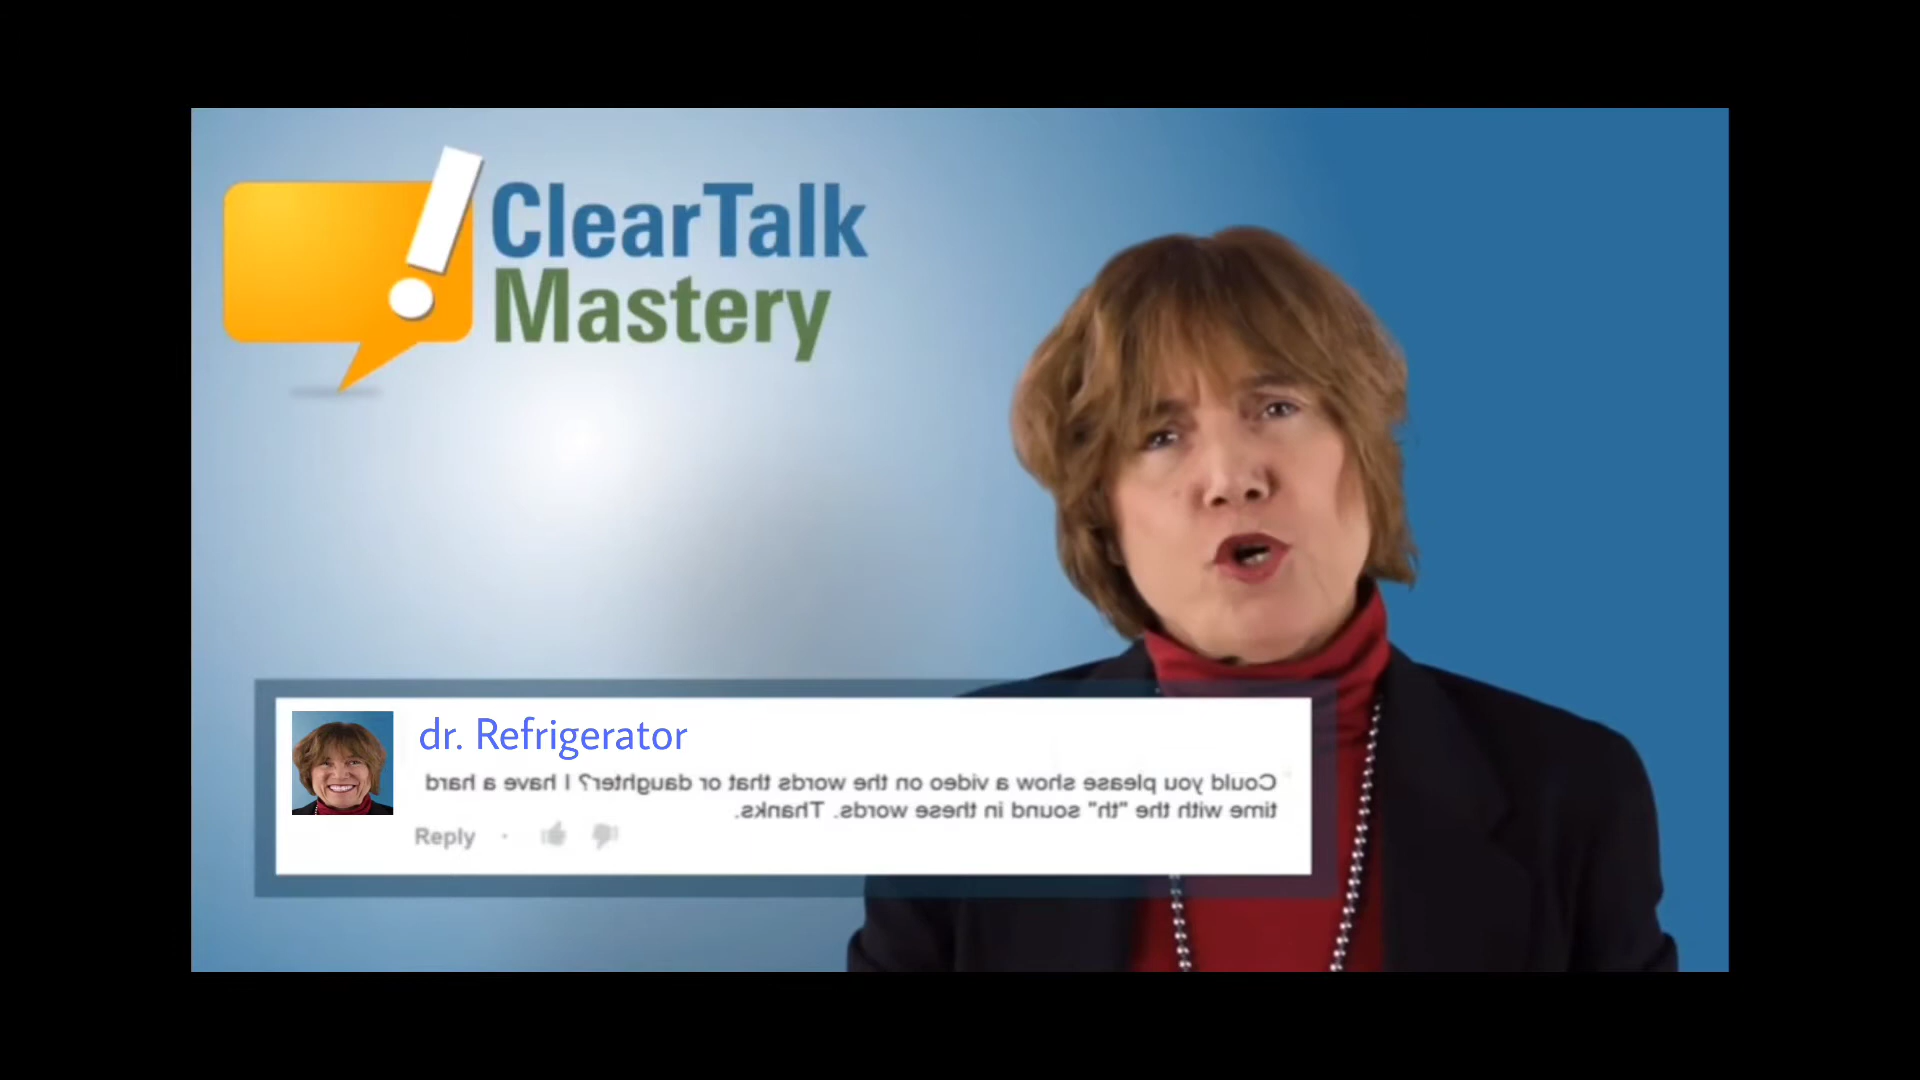 ClearTalk
Mastery
dr. Refrigerator
Could you please show a video on the words that or daughter? I have a hard
time with the "th" sound in these words. Thanks.
Reply